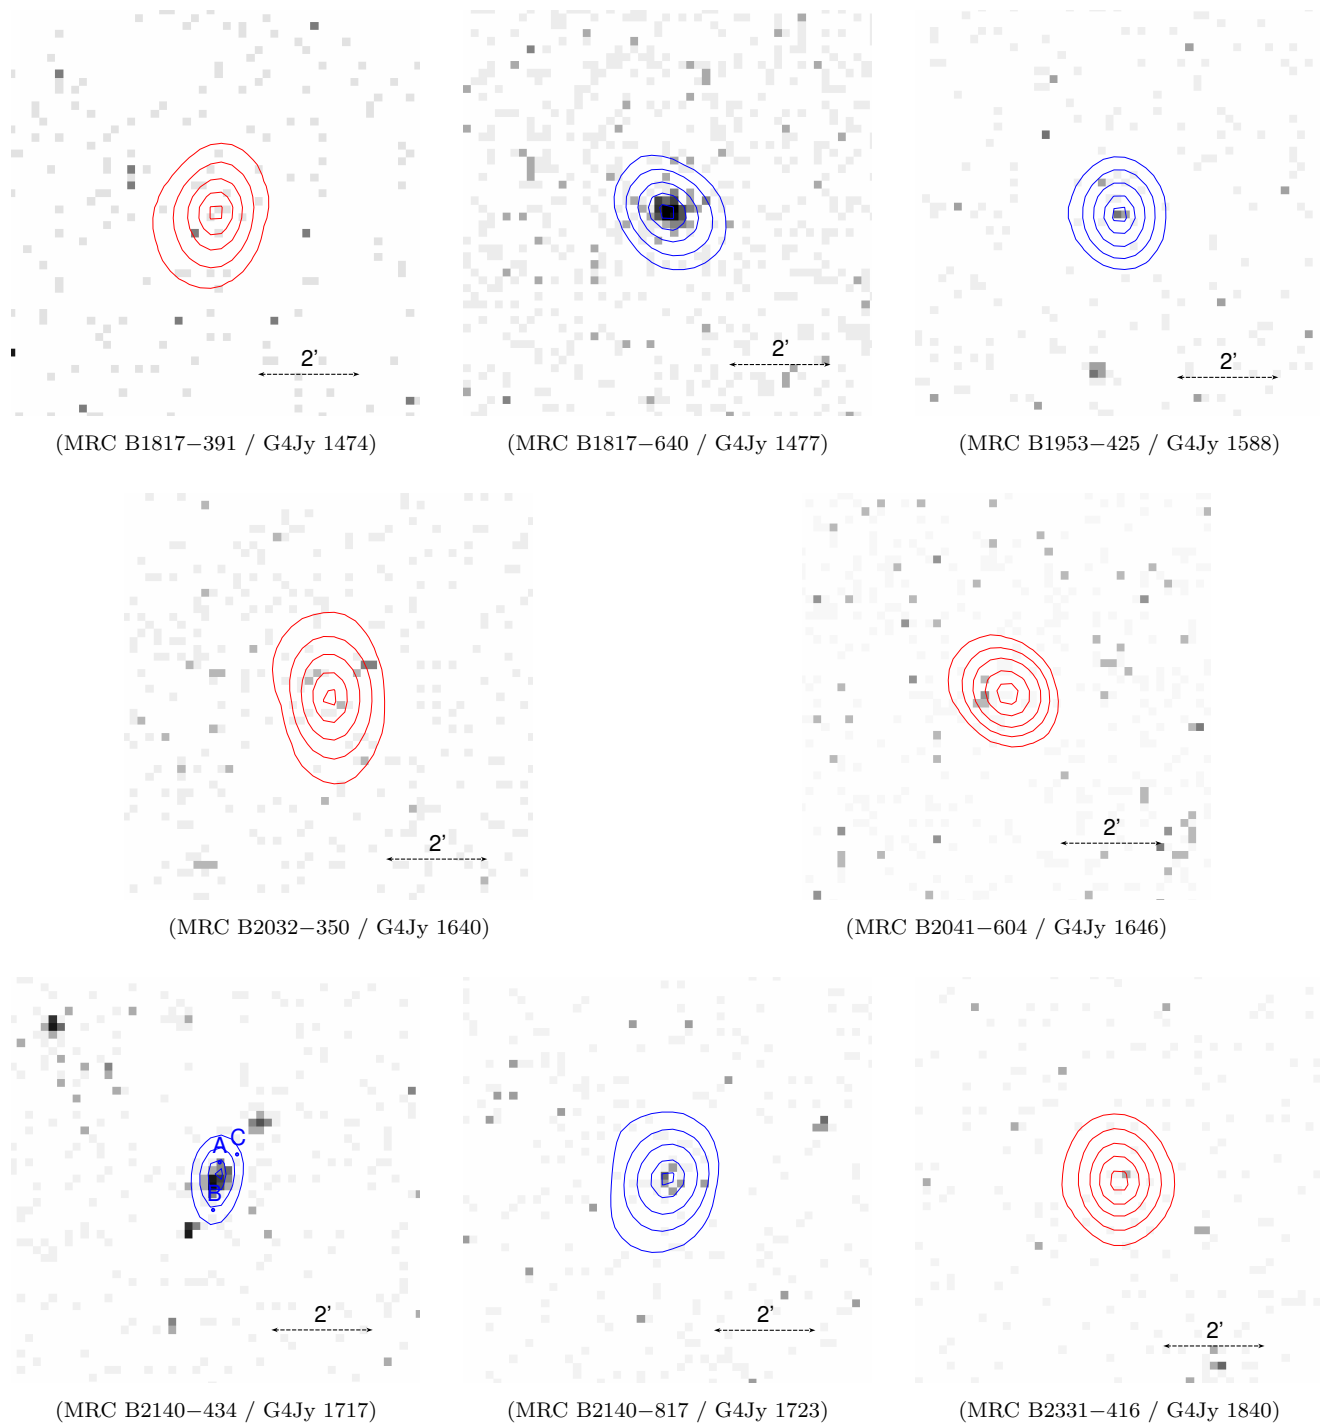 2'
2'
2'
(MRC B1817−391 / G4Jy 1474)
(MRC B1817−640 / G4Jy 1477)
(MRC B1953−425 / G4Jy 1588)
2'
2'
(MRC B2032−350 / G4Jy 1640)
(MRC B2041−604 / G4Jy 1646)
A
C
B
2'
2'
2'
(MRC B2140−434 / G4Jy 1717)
(MRC B2140−817 / G4Jy 1723)
(MRC B2331−416 / G4Jy 1840)